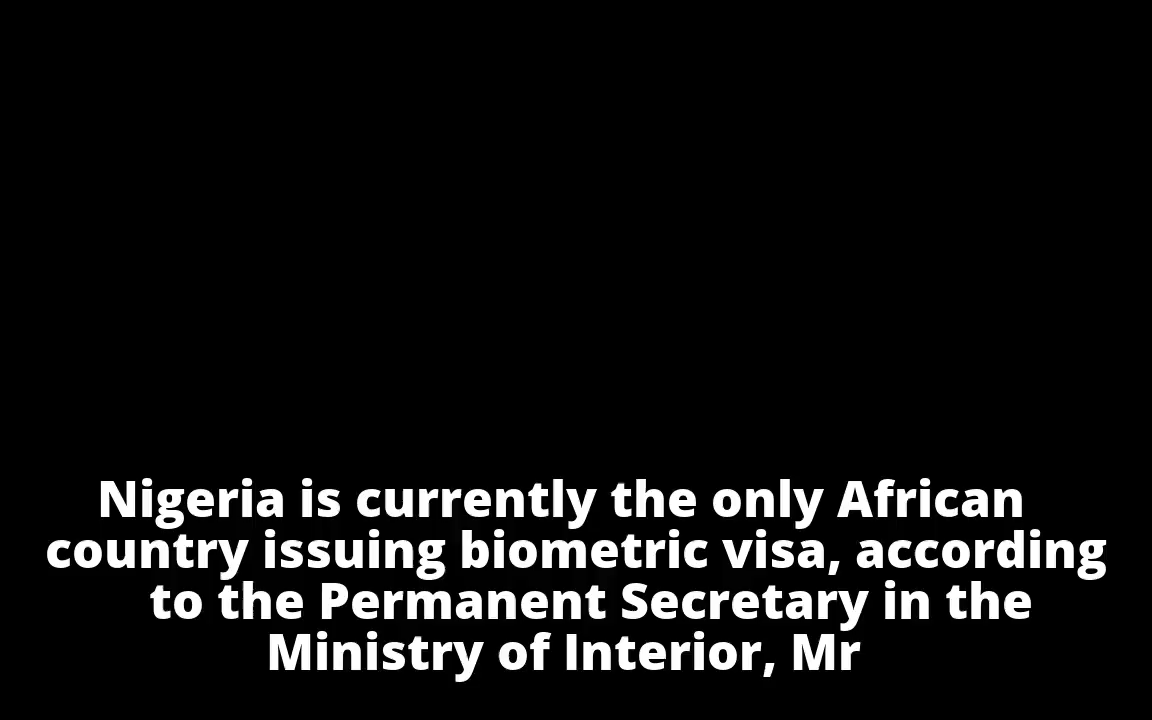 Nigeria is currently the only African
country issuing biometric visa, according
to the Permanent Secretary in the
Ministry of Interior, Mr